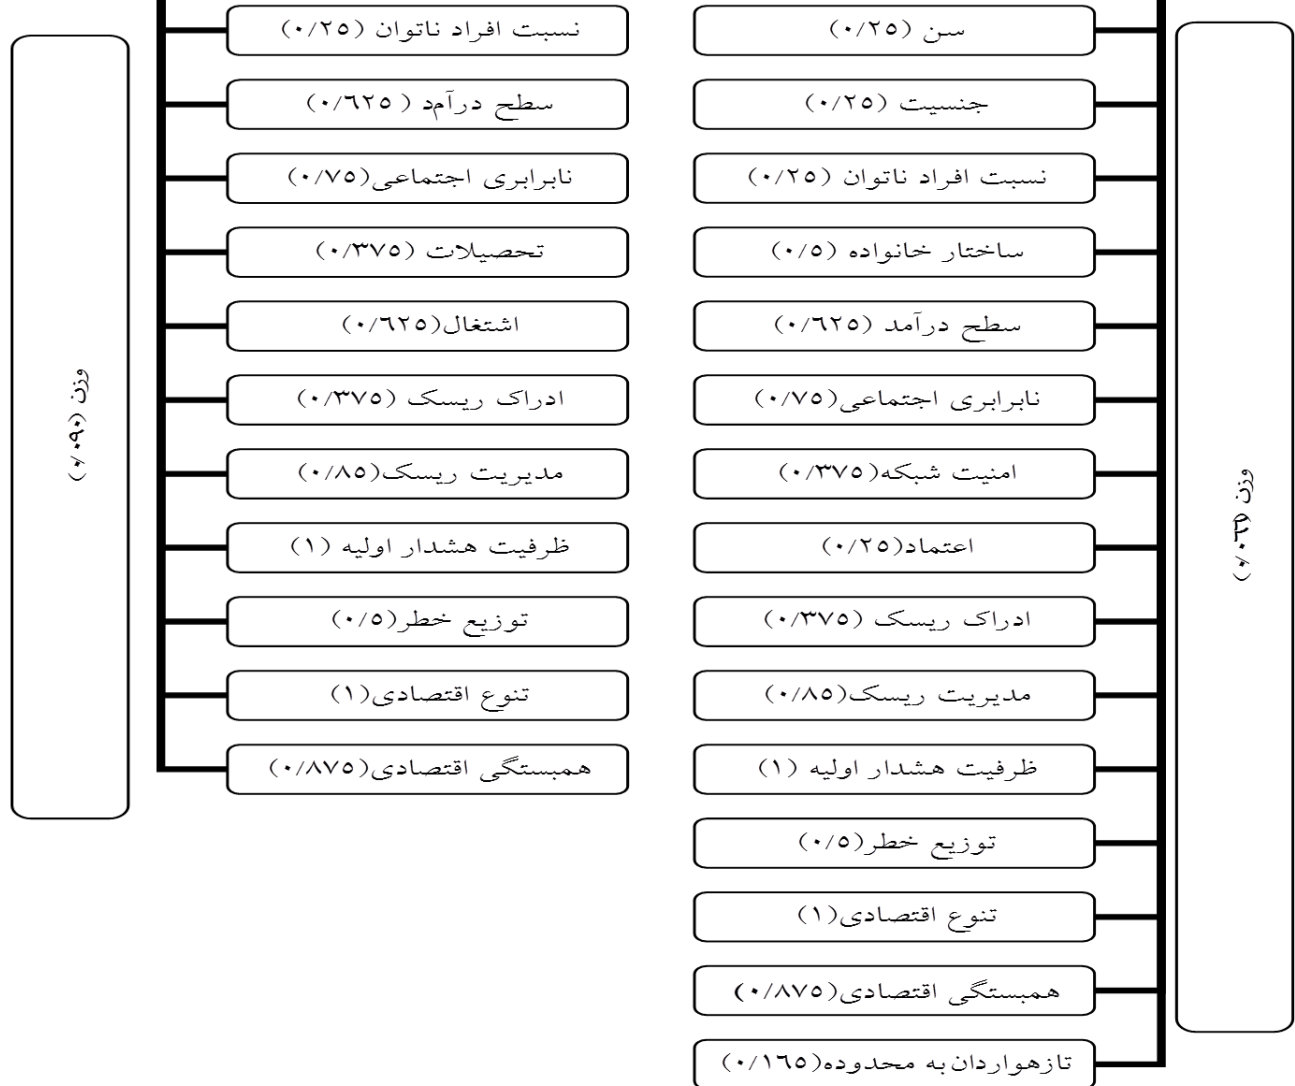 سن (۰/۲۵)
جنسیت (۰/۲۵)
نسبت افراد ناتوان (۰/۲۵)
ساختار خانواده (۰/۵)
سطح درآمد (۰/٦۲۵)
نابرابری اجتماعی(۰/۷۵)
امنیت شبکه(۰/۳۷۵)
اعتماد(۰/۲۵)
ادراک ریسک (۰/۳۷۵)
مدیریت ریسک(۰/۸۵)
ظرفیت هشدار اولیه (۱)
توزیع خطر(۰/۵)
تنوع اقتصادی(۱)
همبستگی اقتصادی(۰/۸۷۵)
تازهواردان به محدوده(۰/۱٦۵)
وزن
نسبت افراد ناتوان (۰/۲۵)
سطح درآمد (۰/٦۲۵ )
نابرابری اجتماعی(۰/۷۵)
تحصیلات (۰/۳۷۵)
اشتغال(۰/٦۲۵)
ادراک ریسک (۰/۳۷۵)
مدیریت ریسک(۰/۸۵)
ظرفیت هشدار اولیه (۱)
توزیع خطر(۰/۵)
تنوع اقتصادی(۱)
همبستگی اقتصادی(۰/۸۷۵)
وزن (۰/۰۹۰)